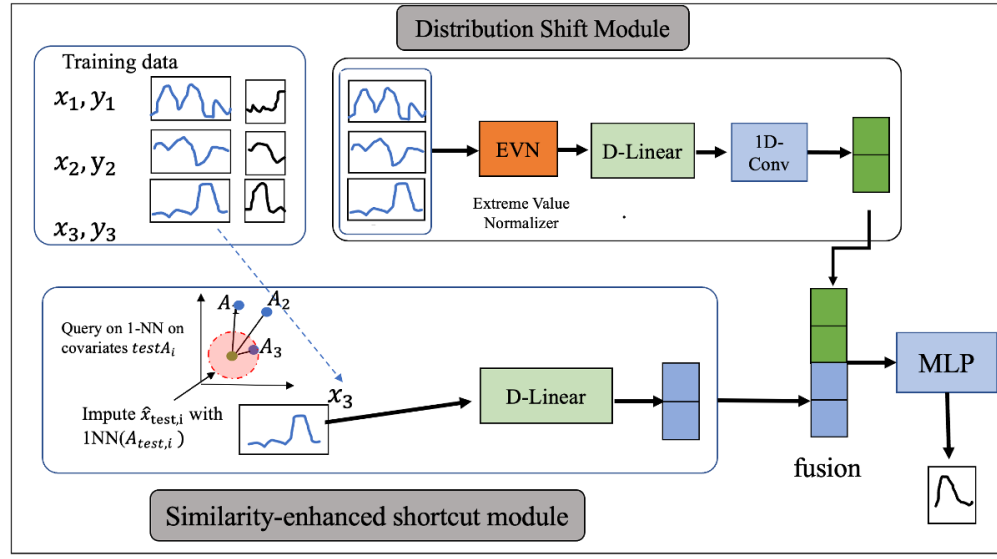 Distribution Shift Module
Training data
x₁, y₁
x₂, y₂
x₃, y₃
EVN
Extreme Value
Normalizer
D-Linear
1D-
Conv
.
Query on 1-NN on
covariates testAᵢ
A
A₂
A₃
Impute x̂ₜₑₛₜ,ᵢ with
1NN(Aₜₑₛₜ,ᵢ)
x₃
D-Linear
fusion
MLP
Similarity-enhanced shortcut module